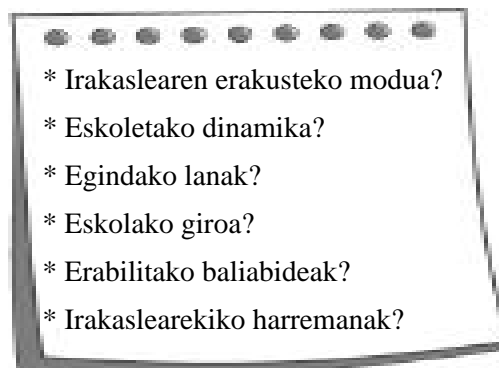 * Irakaslearen erakusteko modua?
* Eskoletako dinamika?
* Egindako lanak?
* Eskolako giroa?
* Erabilitako baliabideak?
* Irakaslearekiko harremanak?